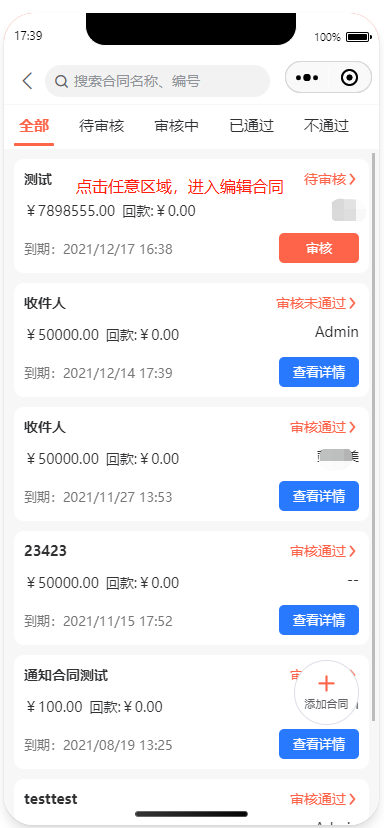 17:39
100%
搜索合同名称、编号
全部 待审核 审核中 已通过 不通过
测试 待审核
点击任意区域，进入编辑合同
￥7898555.00 回款:￥0.00
到期： 2021/12/17 16:38 审核
收件人 审核未通过
￥50000.00 回款:￥0.00 Admin
到期： 2021/12/14 17:39 查看详情
收件人 审核通过
￥50000.00 回款:￥0.00 美
到期： 2021/11/27 13:53 查看详情
23423 审核通过
￥50000.00 回款:￥0.00 --
到期： 2021/11/15 17:52 查看详情
通知合同测试
￥100.00 回款:￥0.00
添加合同
到期： 2021/08/19 13:25 查看详情
testtest 审核通过